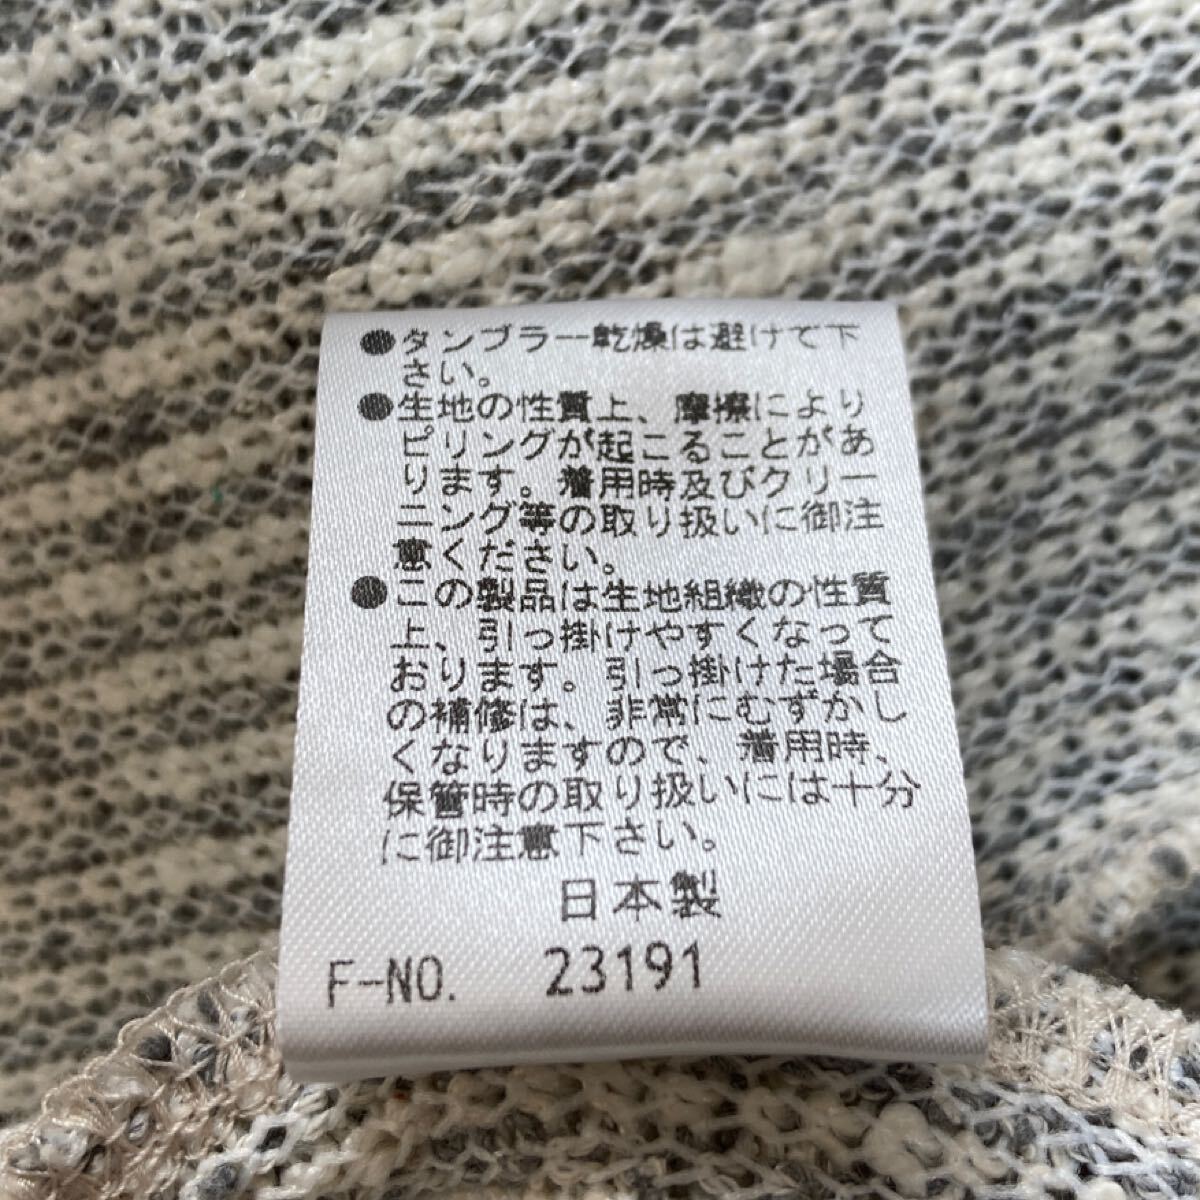 ●タンブラー乾燥は避けて下
さい。
●生地の性質上、摩擦により
ピリングが起こることがあ
ります。着用時及びクリー
ニング等の取り扱いに御注
意ください。
●この製品は生地組織の性質
上、引っ掛けやすくなって
おります。引っ掛けた場合
の補修は、非常にむずかし
くなりますので、着用時、
保管時の取り扱いには十分
に御注意下さい。
日本製
F-NO. 23191